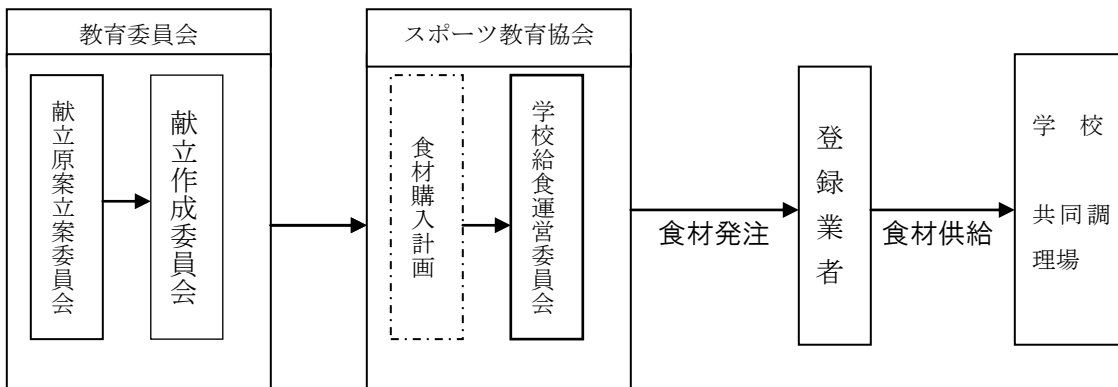 教育委員会
献立原案立案委員会
献立作成委員会
スポーツ教育協会
食材購入計画
学校給食運営委員会
食材発注
登録業者
食材供給
学　校
共同調
理場